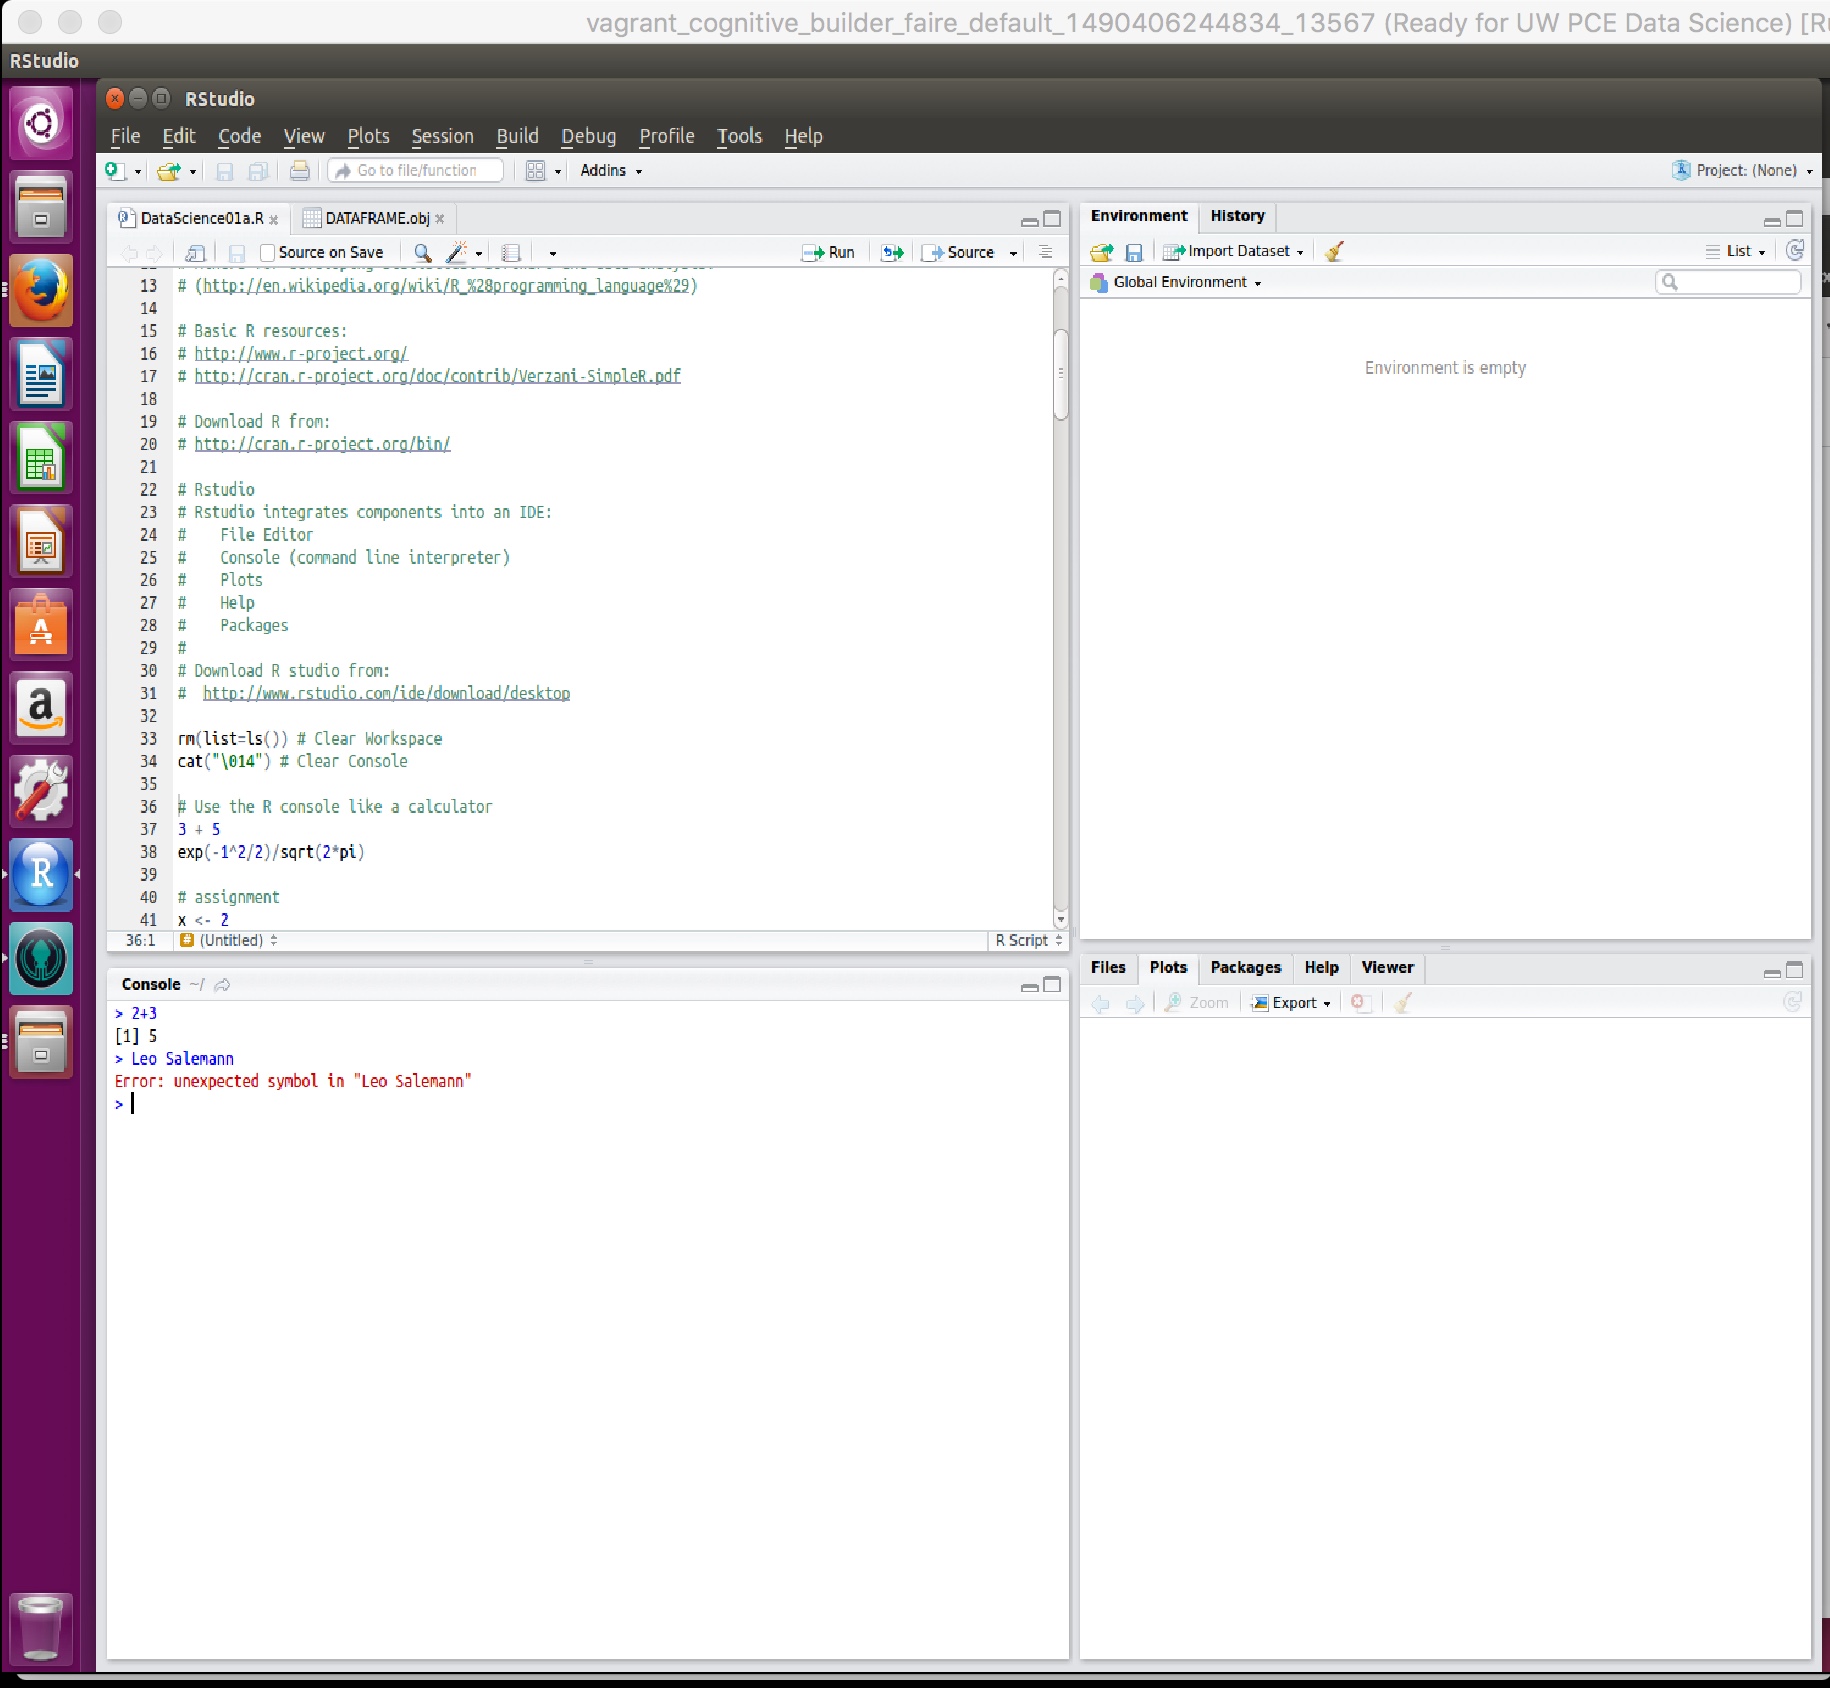 vagrant_cognitive_builder_faire_default_1490406244834_13567 (Ready for UW PCE Data Science) [R
RStudio
RStudio
File Edit Code View Plots Session Build Debug Profile Tools Help
Go to file/function Addins Project: (None)
DataScience01a.R DATAFRAME.obj
Source on Save Run Source
13 # (http://en.wikipedia.org/wiki/R_%28programming_language%29)
14
15 # Basic R resources:
16 # http://www.r-project.org/
17 # http://cran.r-project.org/doc/contrib/Verzani-SimpleR.pdf
18
19 # Download R from:
20 # http://cran.r-project.org/bin/
21
22 # Rstudio
23 # Rstudio integrates components into an IDE:
24 # File Editor
25 # Console (command line interpreter)
26 # Plots
27 # Help
28 # Packages
29 #
30 # Download R studio from:
31 # http://www.rstudio.com/ide/download/desktop
32
33 rm(list=ls()) # Clear Workspace
34 cat("\014") # Clear Console
35
36 # Use the R console like a calculator
37 3 + 5
38 exp(-1^2/2)/sqrt(2*pi)
39
40 # assignment
41 x <- 2
36:1 (Untitled) R Script
Console ~/
> 2+3
[1] 5
> Leo Salemann
Error: unexpected symbol in "Leo Salemann"
>
Environment History
Import Dataset List
Global Environment
Environment is empty
Files Plots Packages Help Viewer
Zoom Export